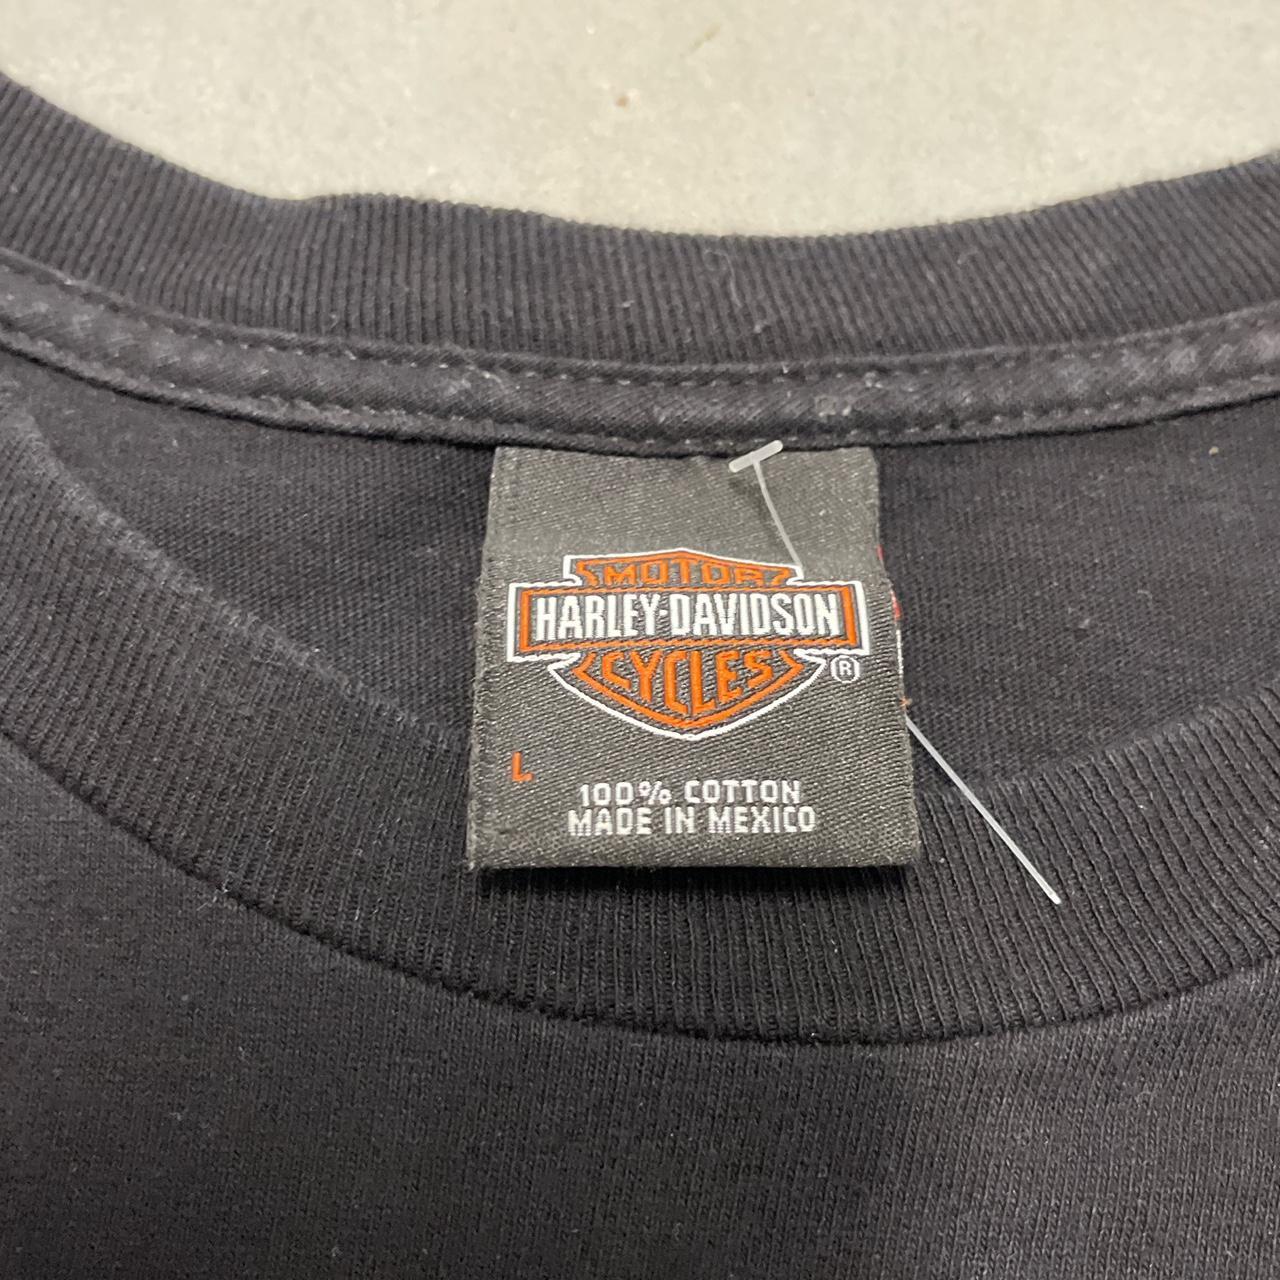 MOTOR
HARLEY-DAVIDSON
CYCLES
®
L
100% COTTON
MADE IN MEXICO